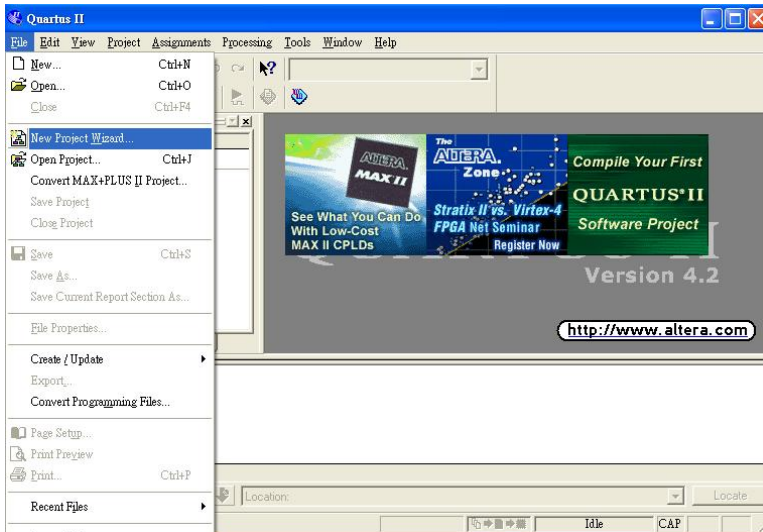 Quartus II
File Edit View Project Assignments Processing Tools Window Help
New... Ctrl+N
Open... Ctrl+O
Close Ctrl+F4
New Project Wizard...
Open Project... Ctrl+J
Convert MAX+PLUS II Project...
Save Project
Close Project
Save Ctrl+S
Save As...
Save Current Report Section As...
File Properties...
Create / Update
Export...
Convert Programming Files...
Page Setup...
Print Preview
Print... Ctrl+P
Recent Files
ALTERA
MAX II
See What You Can Do
With Low-Cost
MAX II CPLDs
The
ALTERA
Zone
Stratix II vs. Virtex-4
FPGA Net Seminar
Register Now
Compile Your First
QUARTUS II
Software Project
Version 4.2
http://www.altera.com
Location:
Locate
Idle CAP